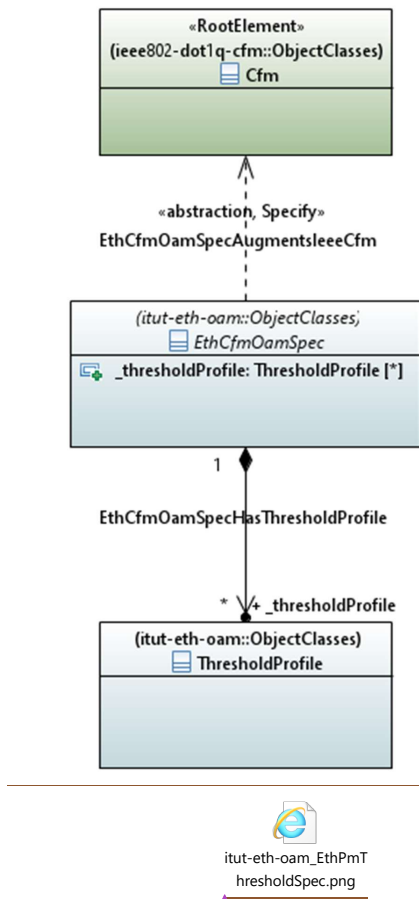 «RootElement»
(ieee802-dot1q-cfm::ObjectClasses)
Cfm
«abstraction, Specify»
EthCfmOamSpecAugmentsIeeeCfm
(itut-eth-oam::ObjectClasses)
EthCfmOamSpec
_thresholdProfile: ThresholdProfile [*]
1
EthCfmOamSpecHasThresholdProfile
* + _thresholdProfile
(itut-eth-oam::ObjectClasses)
ThresholdProfile
itut-eth-oam_EthPmT
hresholdSpec.png